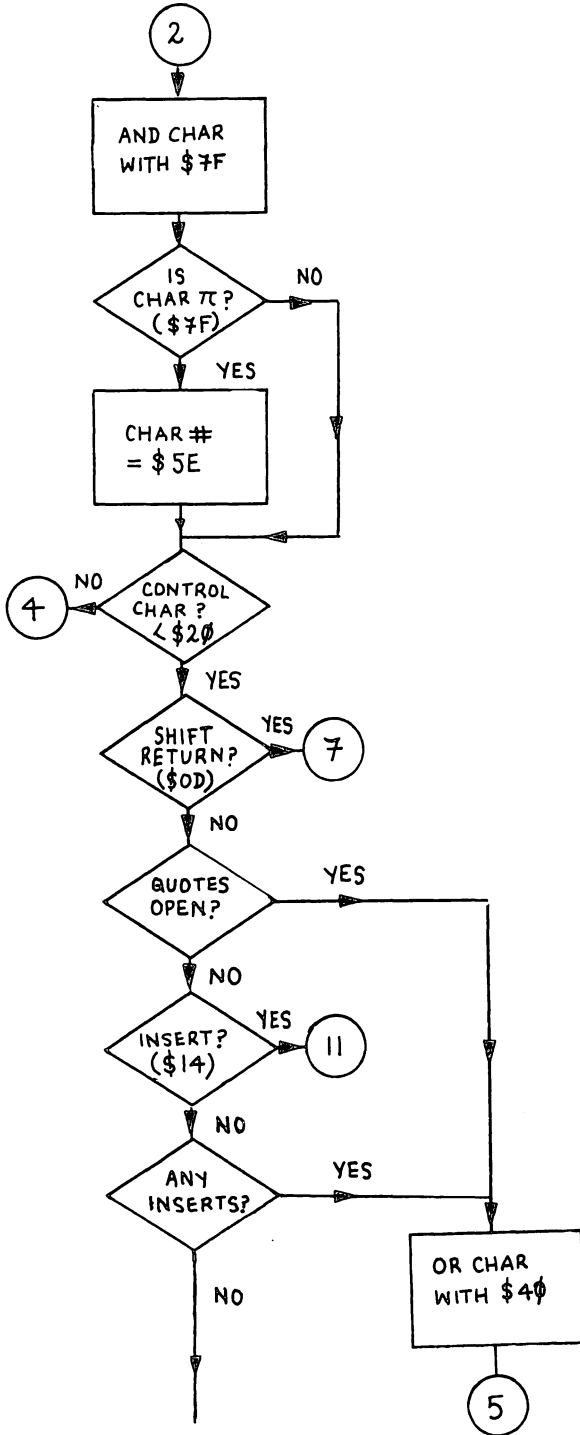 2
AND CHAR
WITH $7F
IS
CHAR π?
($7F)
NO
YES
CHAR #
= $5E
NO
4
CONTROL
CHAR?
<$2Ø
YES
SHIFT
RETURN?
($0D)
YES
7
NO
QUOTES
OPEN?
YES
NO
INSERT?
($14)
YES
11
NO
ANY
INSERTS?
YES
OR CHAR
WITH $4Ø
NO
5